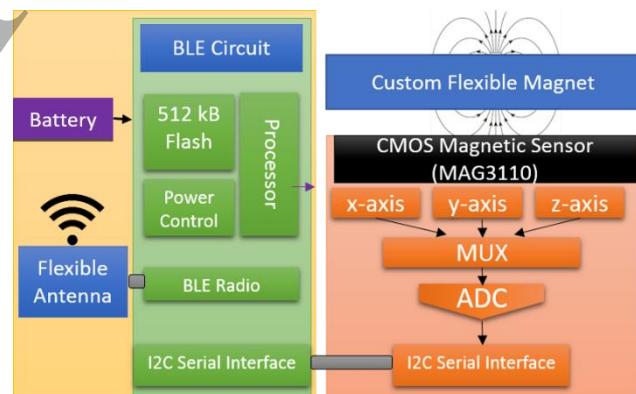 BLE Circuit
Battery
512 kB
Flash
Processor
Power
Control
Flexible
Antenna
BLE Radio
I2C Serial Interface
Custom Flexible Magnet
CMOS Magnetic Sensor
(MAG3110)
x-axis
y-axis
z-axis
MUX
ADC
I2C Serial Interface